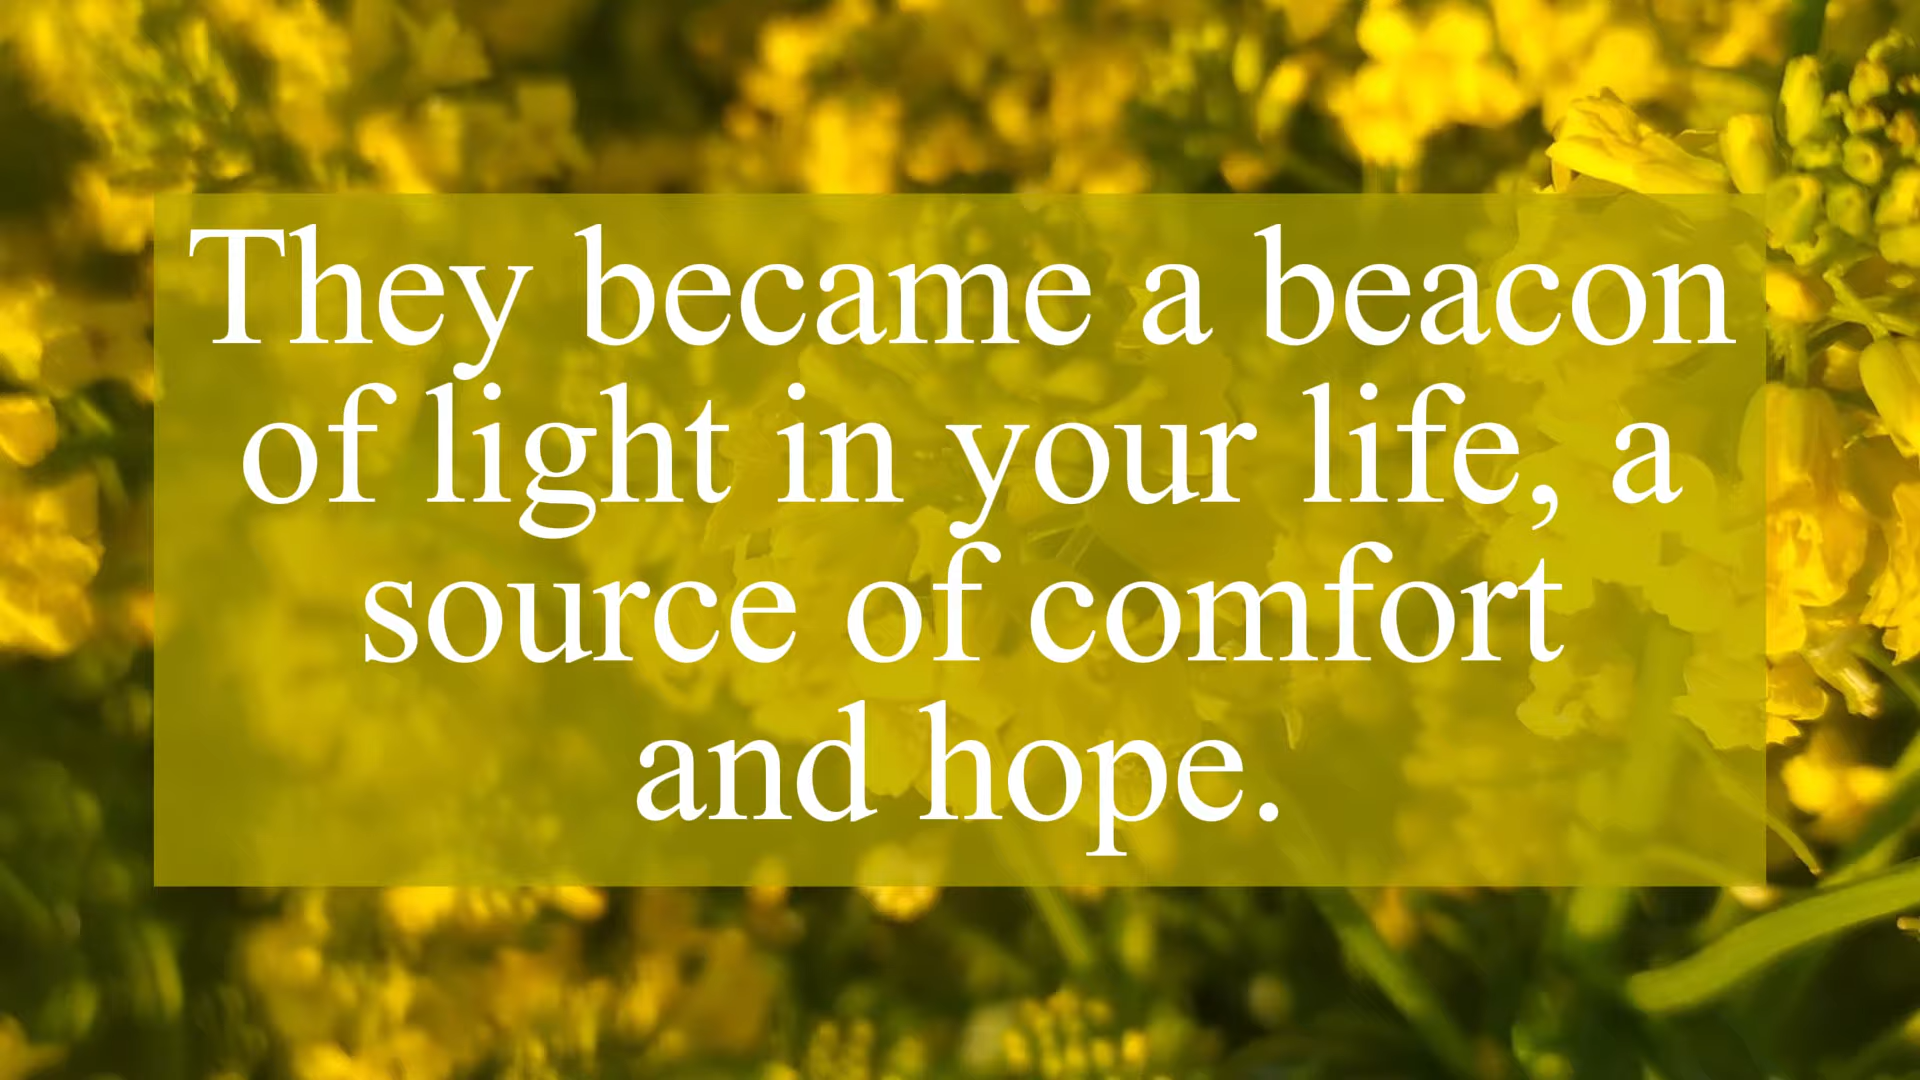 They became a beacon
of light in your life, a
source of comfort
and hope.